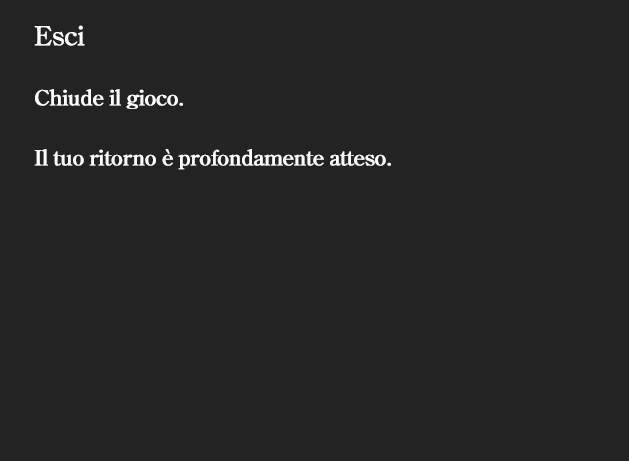 Esci
Chiude il gioco.
Il tuo ritorno è profondamente atteso.